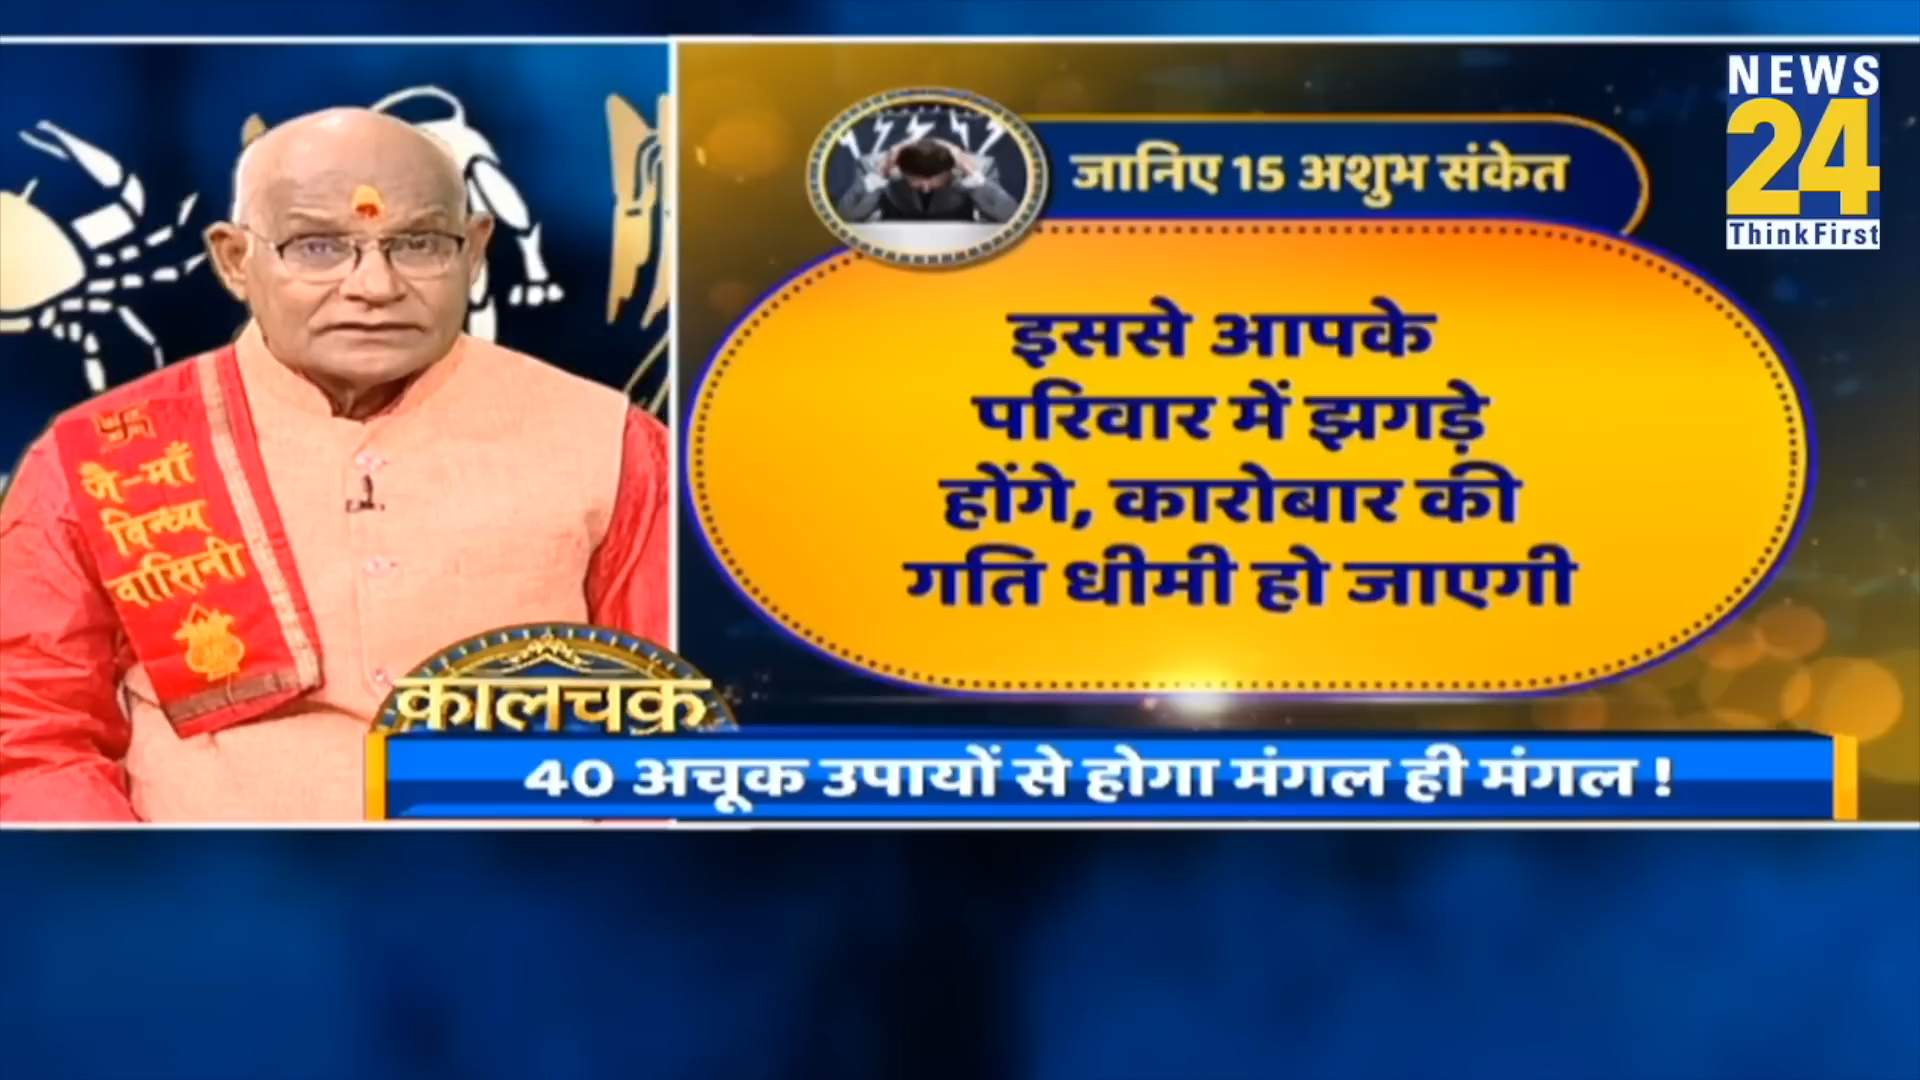 NEWS
24
ThinkFirst
जानिए 15 अशुभ संकेत
इससे आपके
परिवार में झगड़े
होंगे, कारोबार की
गति धीमी हो जाएगी
जै-माँ
विन्ध्य
वासिनी
कालचक्र
40 अचूक उपायों से होगा मंगल ही मंगल !